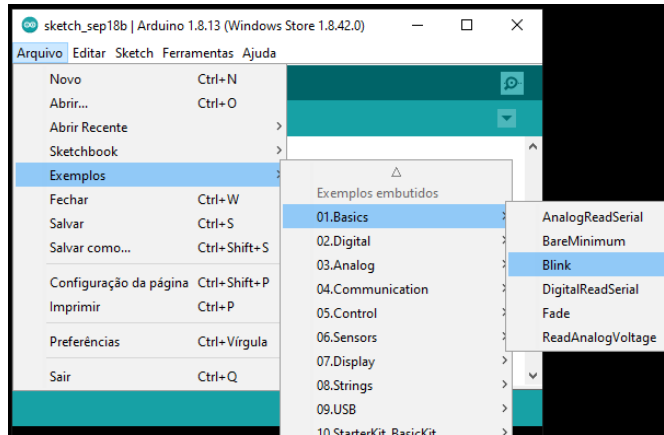 sketch_sep18b | Arduino 1.8.13 (Windows Store 1.8.42.0)
Arquivo Editar Sketch Ferramentas Ajuda
Novo Ctrl+N
Abrir... Ctrl+O
Abrir Recente
Sketchbook
Exemplos
Fechar Ctrl+W
Salvar Ctrl+S
Salvar como... Ctrl+Shift+S
Configuração da página Ctrl+Shift+P
Imprimir Ctrl+P
Preferências Ctrl+Vírgula
Sair Ctrl+Q
Exemplos embutidos
01.Basics
02.Digital
03.Analog
04.Communication
05.Control
06.Sensors
07.Display
08.Strings
09.USB
10.StarterKit_BasicKit
AnalogReadSerial
BareMinimum
Blink
DigitalReadSerial
Fade
ReadAnalogVoltage